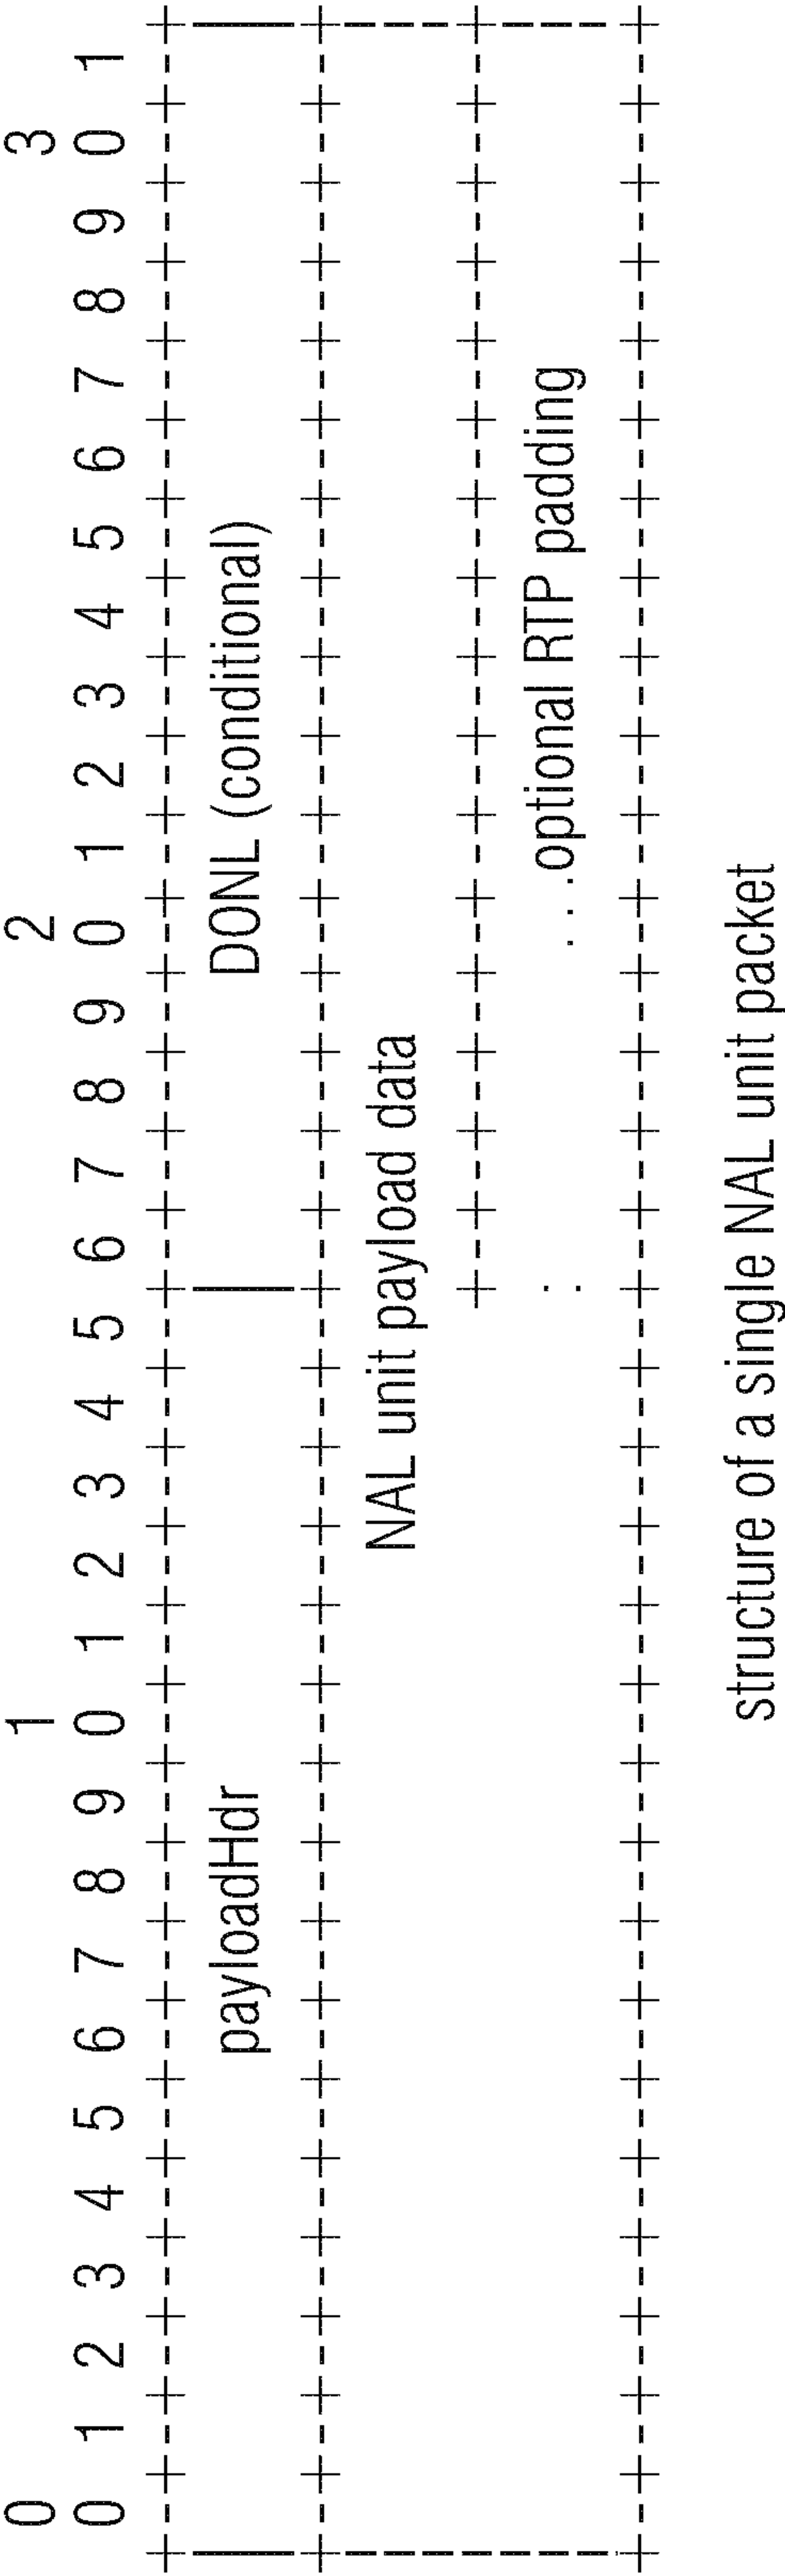 0 1 2 3
0 1 2 3 4 5 6 7 8 9 0 1 2 3 4 5 6 7 8 9 0 1 2 3 4 5 6 7 8 9 0 1
payloadHdr DONL (conditional)
NAL unit payload data
...optional RTP padding
structure of a single NAL unit packet